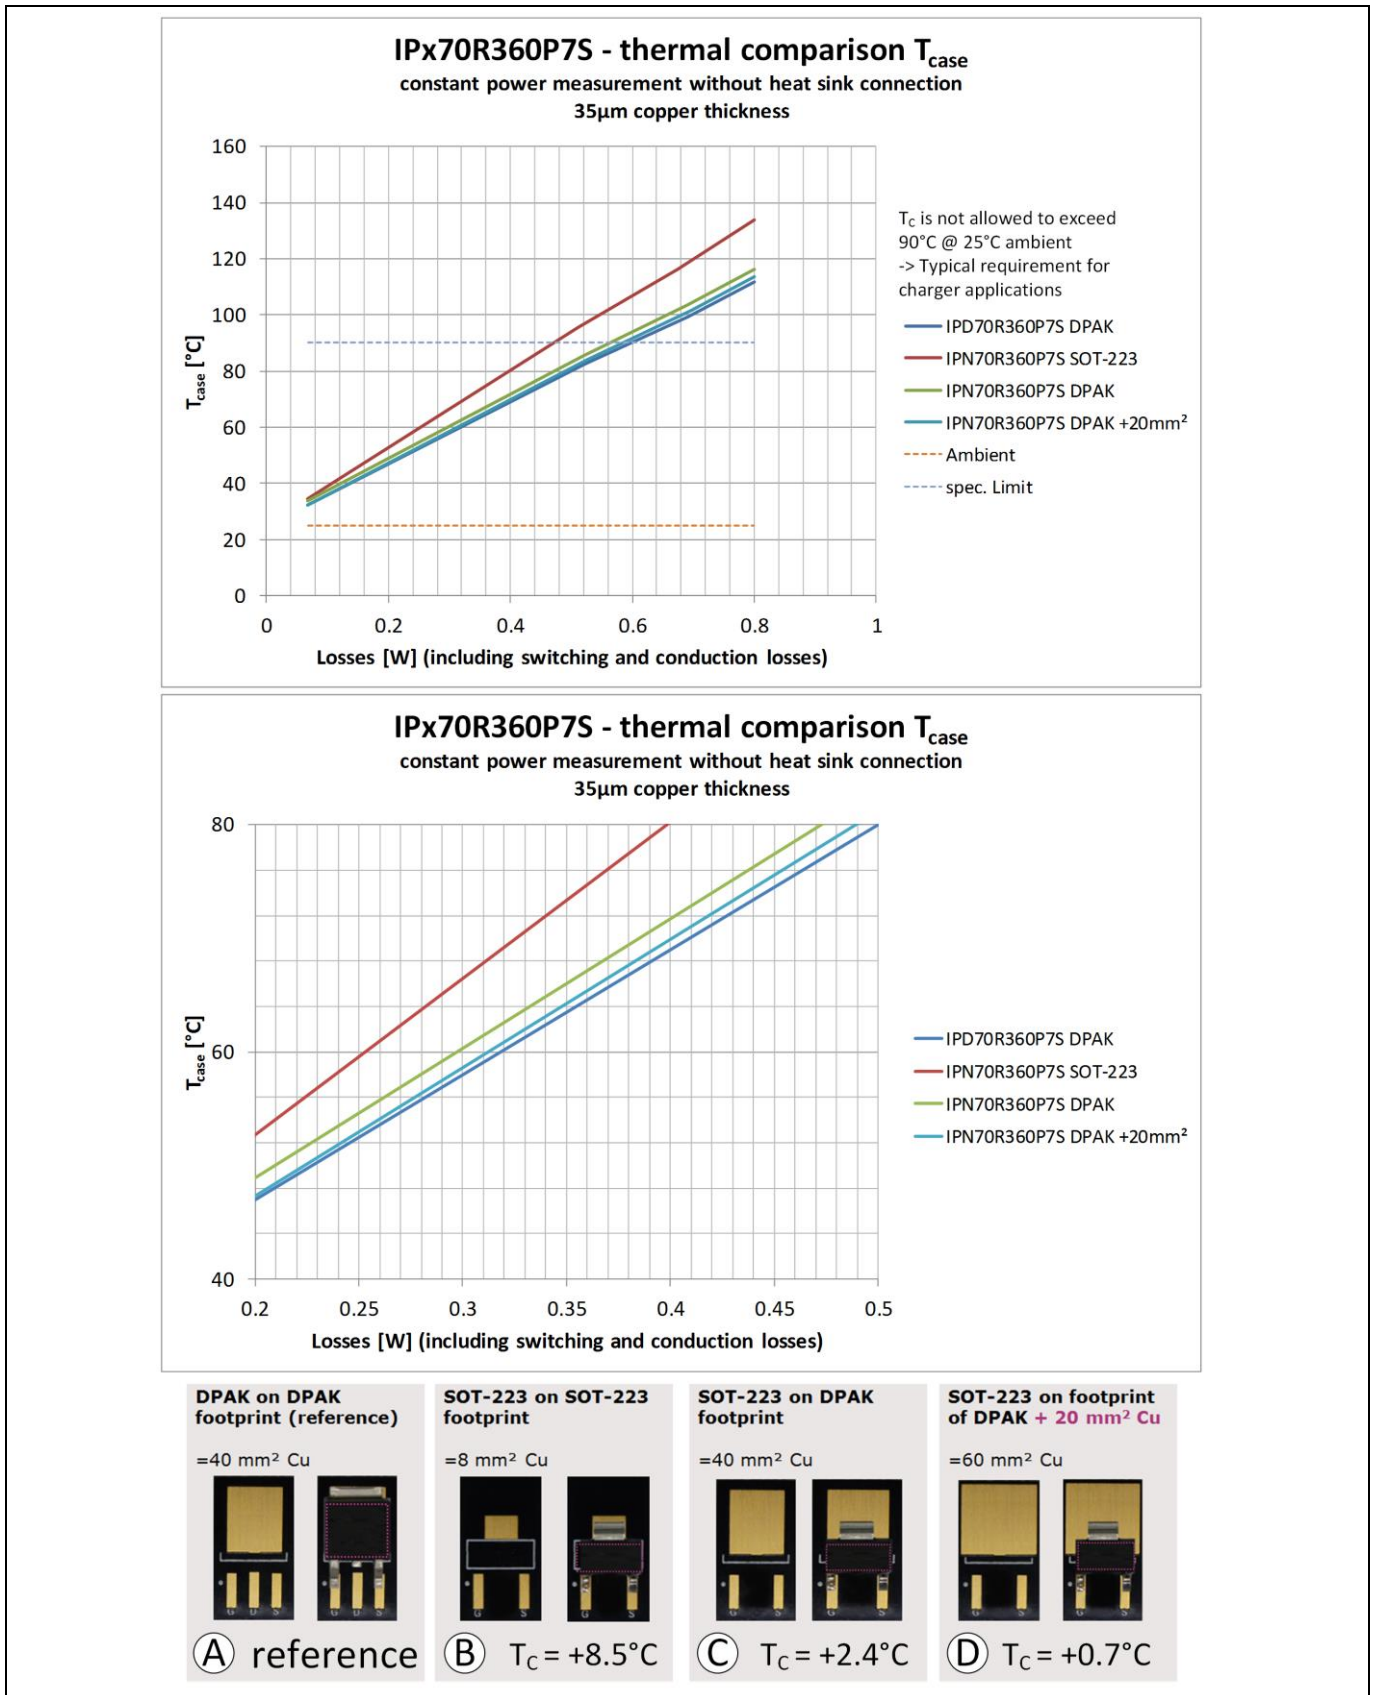 IPx70R360P7S - thermal comparison Tcase
constant power measurement without heat sink connection
35µm copper thickness
160
140
120
100
80
60
40
20
0
Tcase [°C]
0 0.2 0.4 0.6 0.8 1
Losses [W] (including switching and conduction losses)
TC is not allowed to exceed
90°C @ 25°C ambient
-> Typical requirement for
charger applications
IPD70R360P7S DPAK
IPN70R360P7S SOT-223
IPN70R360P7S DPAK
IPN70R360P7S DPAK +20mm²
Ambient
spec. Limit
IPx70R360P7S - thermal comparison Tcase
constant power measurement without heat sink connection
35µm copper thickness
80
60
40
Tcase [°C]
0.2 0.25 0.3 0.35 0.4 0.45 0.5
Losses [W] (including switching and conduction losses)
IPD70R360P7S DPAK
IPN70R360P7S SOT-223
IPN70R360P7S DPAK
IPN70R360P7S DPAK +20mm²
DPAK on DPAK
footprint (reference)
=40 mm² Cu
G D S
A reference
SOT-223 on SOT-223
footprint
=8 mm² Cu
G S
G S
B TC = +8.5°C
SOT-223 on DPAK
footprint
=40 mm² Cu
G S
G S
C TC = +2.4°C
SOT-223 on footprint
of DPAK + 20 mm² Cu
=60 mm² Cu
G S
G S
D TC = +0.7°C